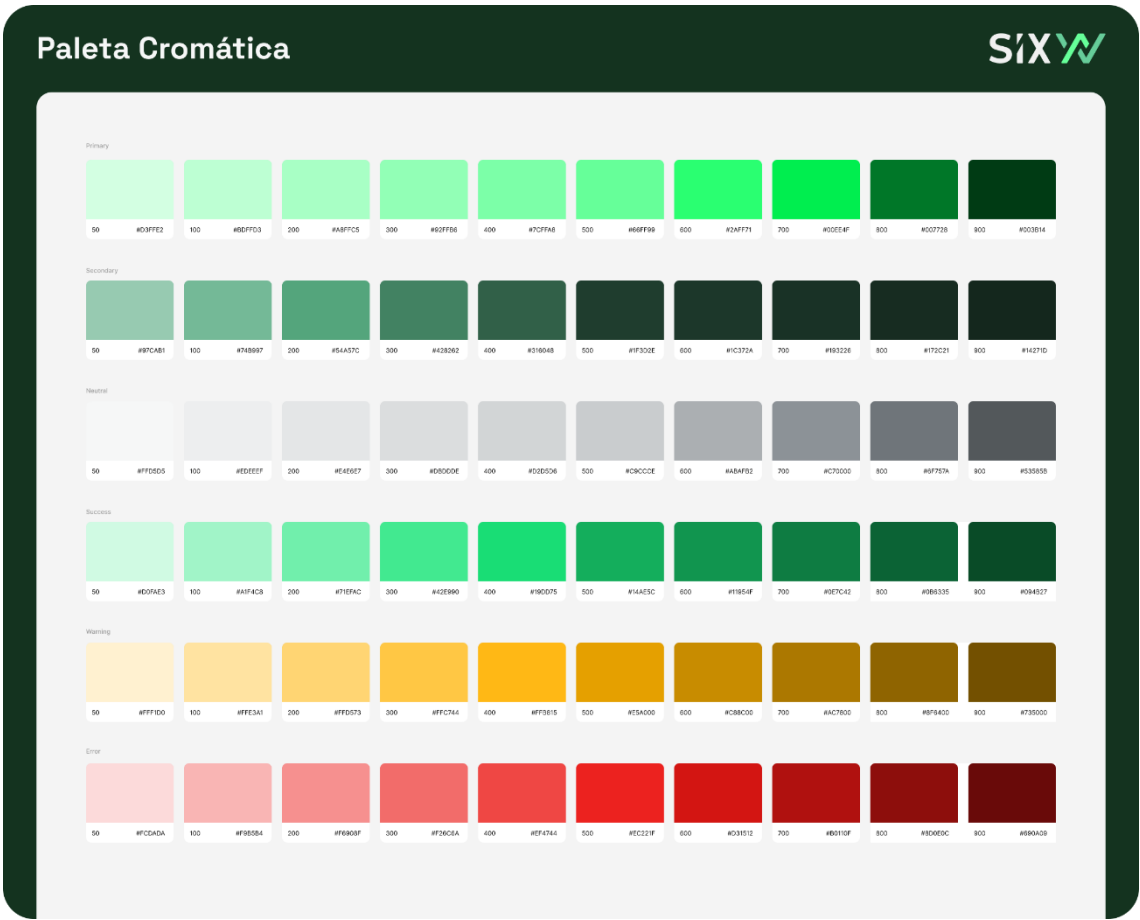 Paleta Cromática
SiX
Primary
50 #D3FFE2 100 #BDFFD3 200 #A8FFC5 300 #92FFB6 400 #7CFFA8 500 #66FF99 600 #2AFF71 700 #00EE4F 800 #007728 900 #003B14
Secondary
50 #97CAB1 100 #74B997 200 #54A57C 300 #428262 400 #316048 500 #1F3D2E 600 #1C372A 700 #193226 800 #172C21 900 #14271D
Neutral
50 #FFD5D5 100 #EDEEEF 200 #E4E6E7 300 #DBDDDE 400 #D2D5D6 500 #C9CCCE 600 #ABAFB2 700 #C70000 800 #6F757A 900 #53585B
Success
50 #D0FAE3 100 #A1F4C8 200 #71EFAC 300 #42E990 400 #19DD75 500 #14AE5C 600 #11954F 700 #0E7C42 800 #0B6335 900 #094B27
Warning
50 #FFF1D0 100 #FFE3A1 200 #FFD573 300 #FFC744 400 #FFB815 500 #E5A000 600 #C88C00 700 #AC7800 800 #8F6400 900 #735000
Error
50 #FCDADA 100 #F9B5B4 200 #F6908F 300 #F26C6A 400 #EF4744 500 #EC221F 600 #D31512 700 #B0110F 800 #8D0E0C 900 #690A09